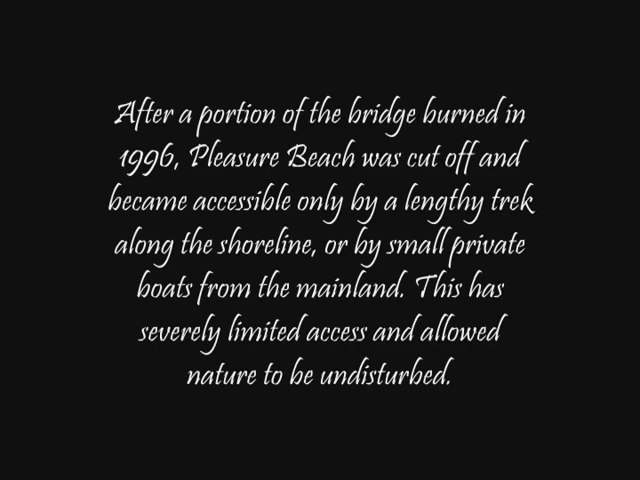 After a portion of the bridge burned in
1996, Pleasure Beach was cut off and
became accessible only by a lengthy trek
along the shoreline, or by small private
boats from the mainland. This has
severely limited access and allowed
nature to be undisturbed.